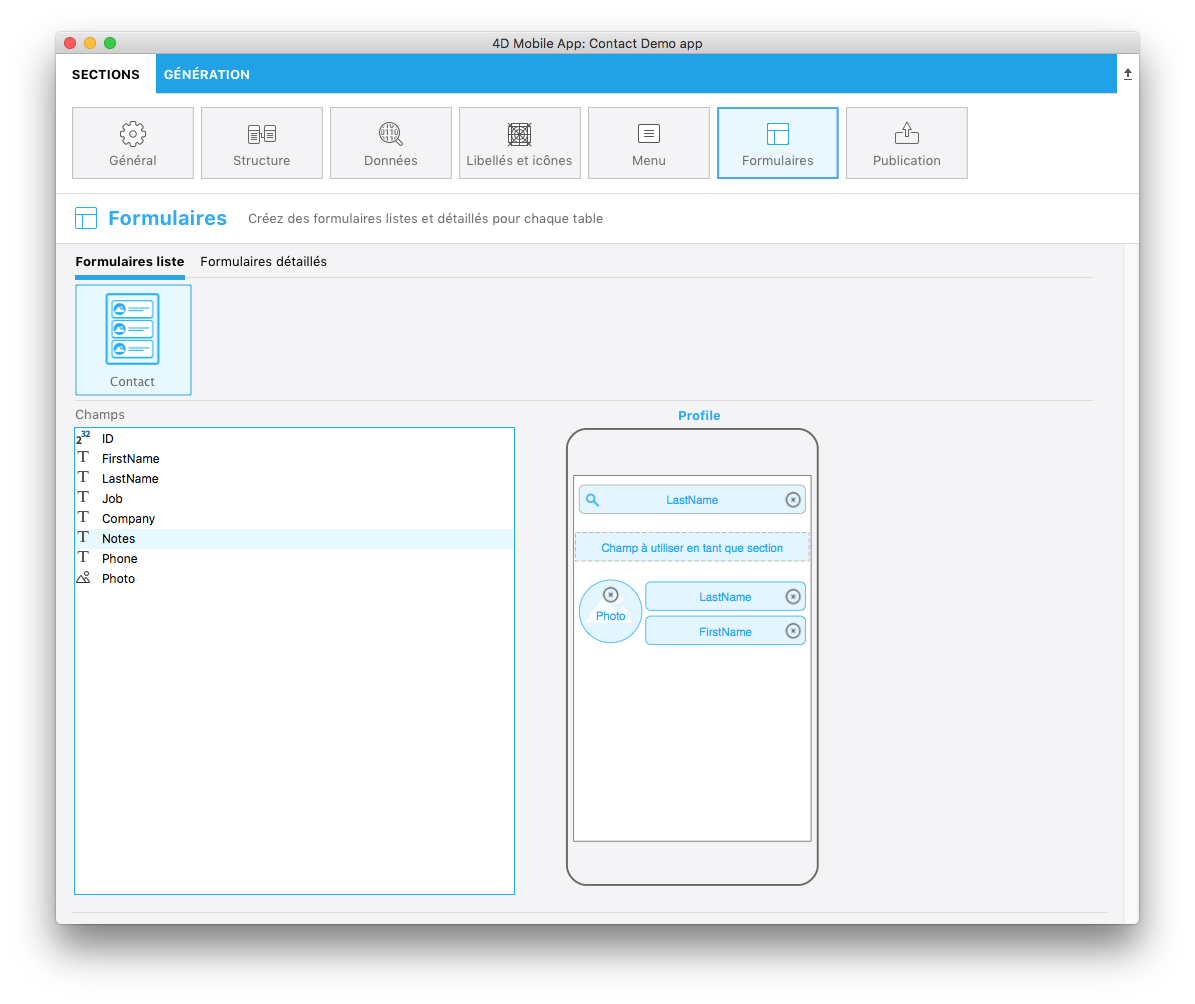 4D Mobile App: Contact Demo app
SECTIONS GÉNÉRATION
Général Structure Données Libellés et icônes Menu Formulaires Publication
Formulaires Créez des formulaires listes et détaillés pour chaque table
Formulaires liste Formulaires détaillés
Contact
Champs
2^32 ID
T FirstName
T LastName
T Job
T Company
T Notes
T Phone
Photo
Profile
LastName
Champ à utiliser en tant que section
Photo
LastName
FirstName